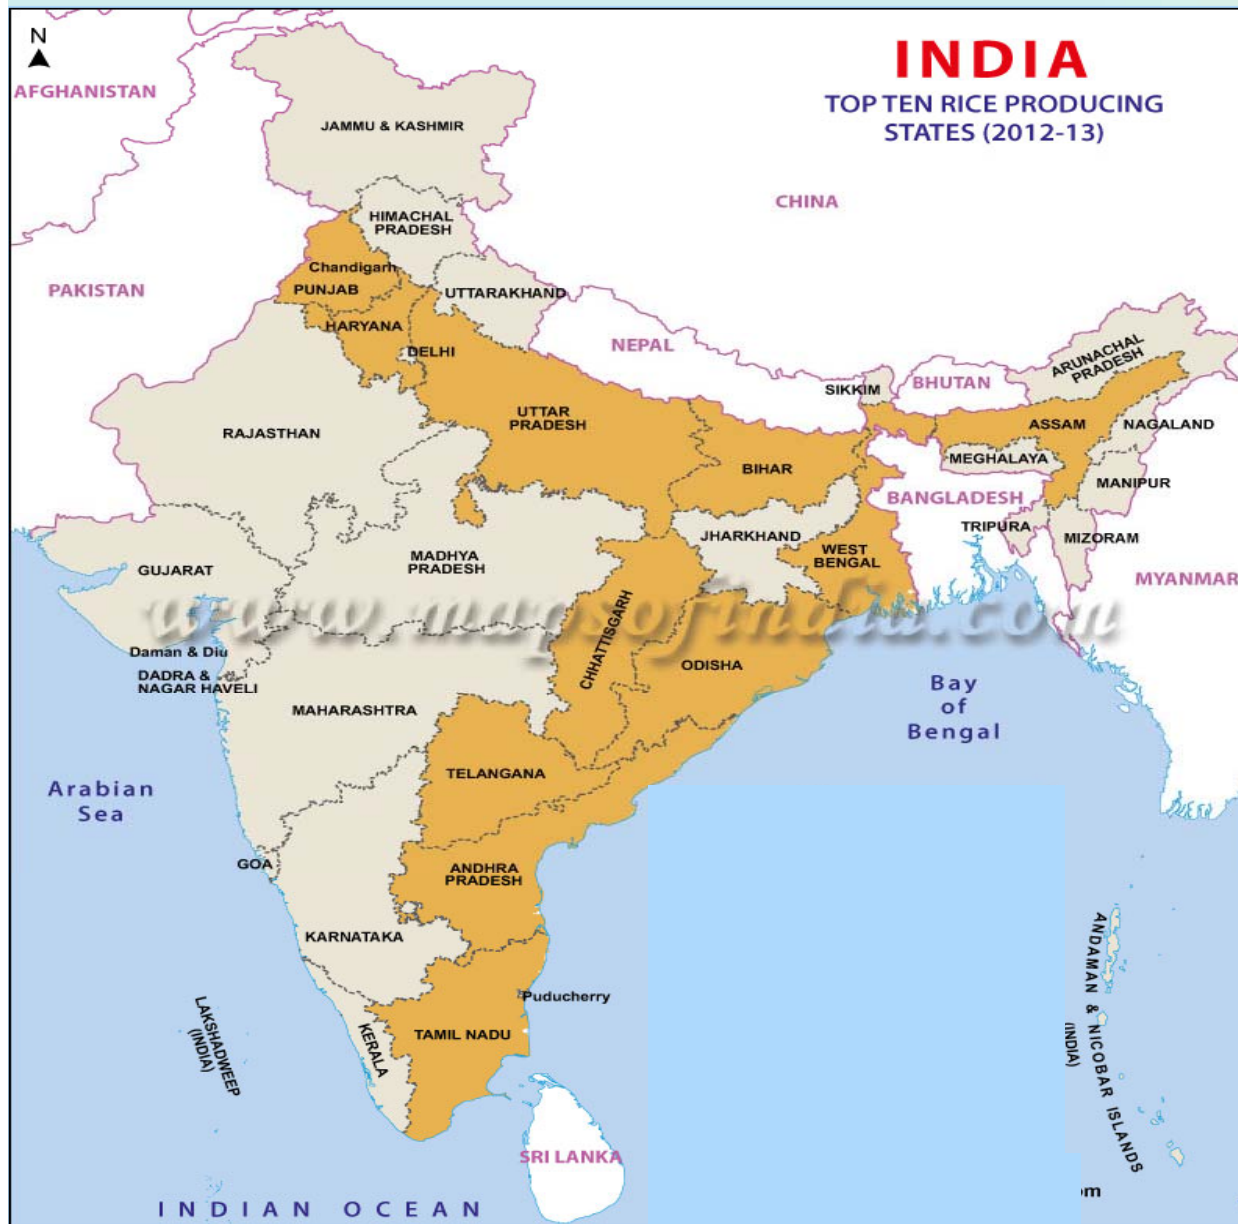 N
INDIA
TOP TEN RICE PRODUCING
STATES (2012-13)
AFGHANISTAN
JAMMU & KASHMIR
CHINA
HIMACHAL
PRADESH
Chandigarh
PAKISTAN
PUNJAB
UTTARAKHAND
HARYANA
NEPAL
DELHI
ARUNACHAL
PRADESH
SIKKIM
BHUTAN
UTTAR
PRADESH
RAJASTHAN
ASSAM
NAGALAND
MEGHALAYA
BIHAR
MANIPUR
BANGLADESH
TRIPURA
JHARKHAND
MIZORAM
WEST
BENGAL
MADHYA
PRADESH
GUJARAT
MYANMAR
www.mapsofindia.com
CHHATTISGARH
Daman & Diu
ODISHA
DADRA &
NAGAR HAVELI
MAHARASHTRA
Bay
of
Bengal
TELANGANA
Arabian
Sea
GOA
ANDHRA
PRADESH
KARNATAKA
Puducherry
LAKSHADWEEP
(INDIA)
KERALA
TAMIL NADU
ANDAMAN & NICOBAR ISLANDS
(INDIA)
SRI LANKA
INDIAN OCEAN